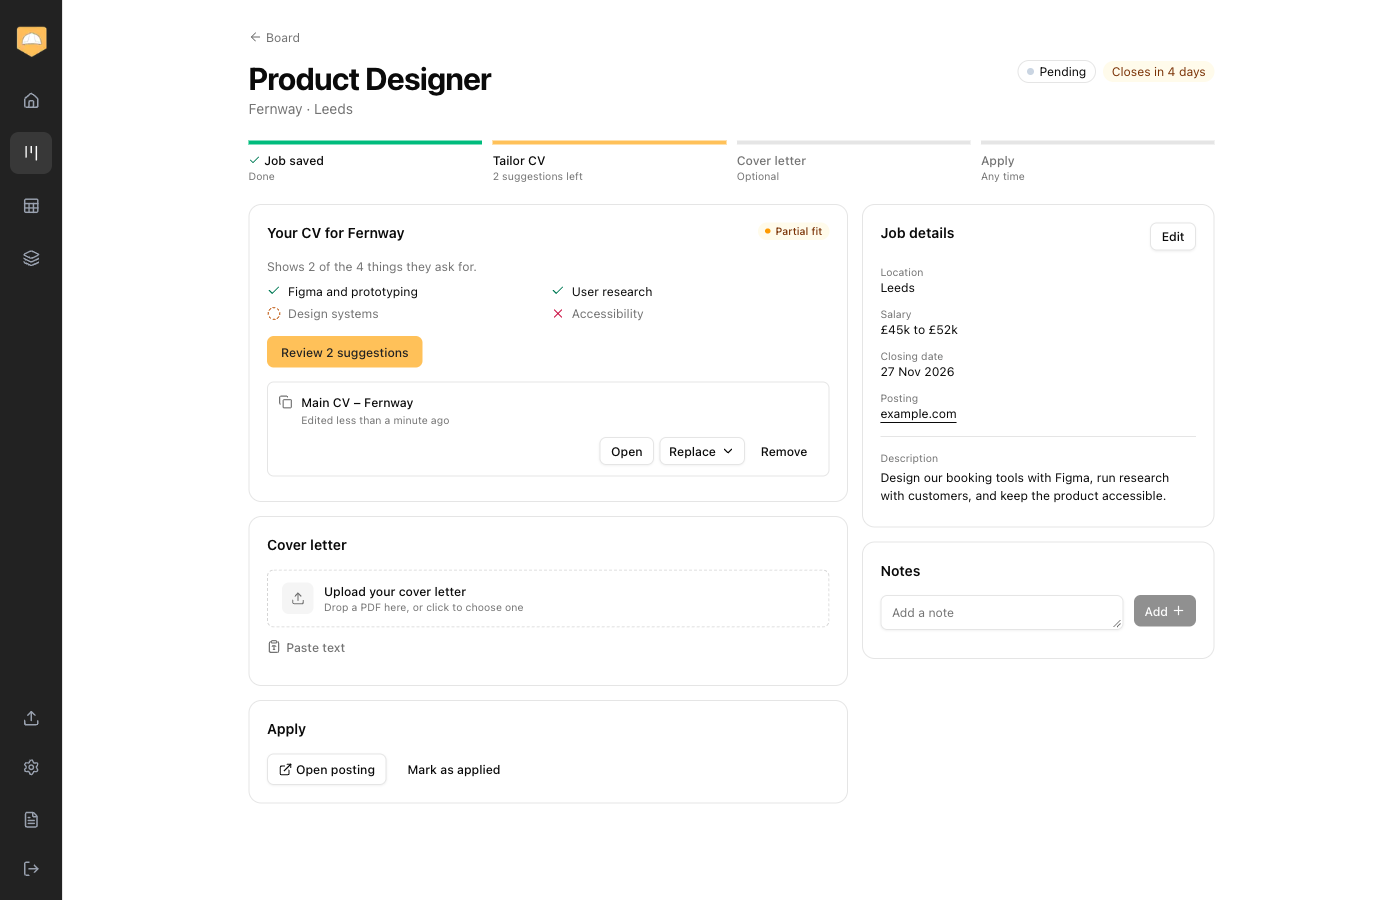 Board
Product Designer
Fernway · Leeds
Pending
Closes in 4 days
Job saved
Done
Tailor CV
2 suggestions left
Cover letter
Optional
Apply
Any time
Your CV for Fernway
Partial fit
Shows 2 of the 4 things they ask for.
Figma and prototyping
User research
Design systems
Accessibility
Review 2 suggestions
Main CV – Fernway
Edited less than a minute ago
Open
Replace
Remove
Cover letter
Upload your cover letter
Drop a PDF here, or click to choose one
Paste text
Apply
Open posting
Mark as applied
Job details
Edit
Location
Leeds
Salary
£45k to £52k
Closing date
27 Nov 2026
Posting
example.com
Description
Design our booking tools with Figma, run research
with customers, and keep the product accessible.
Notes
Add a note
Add